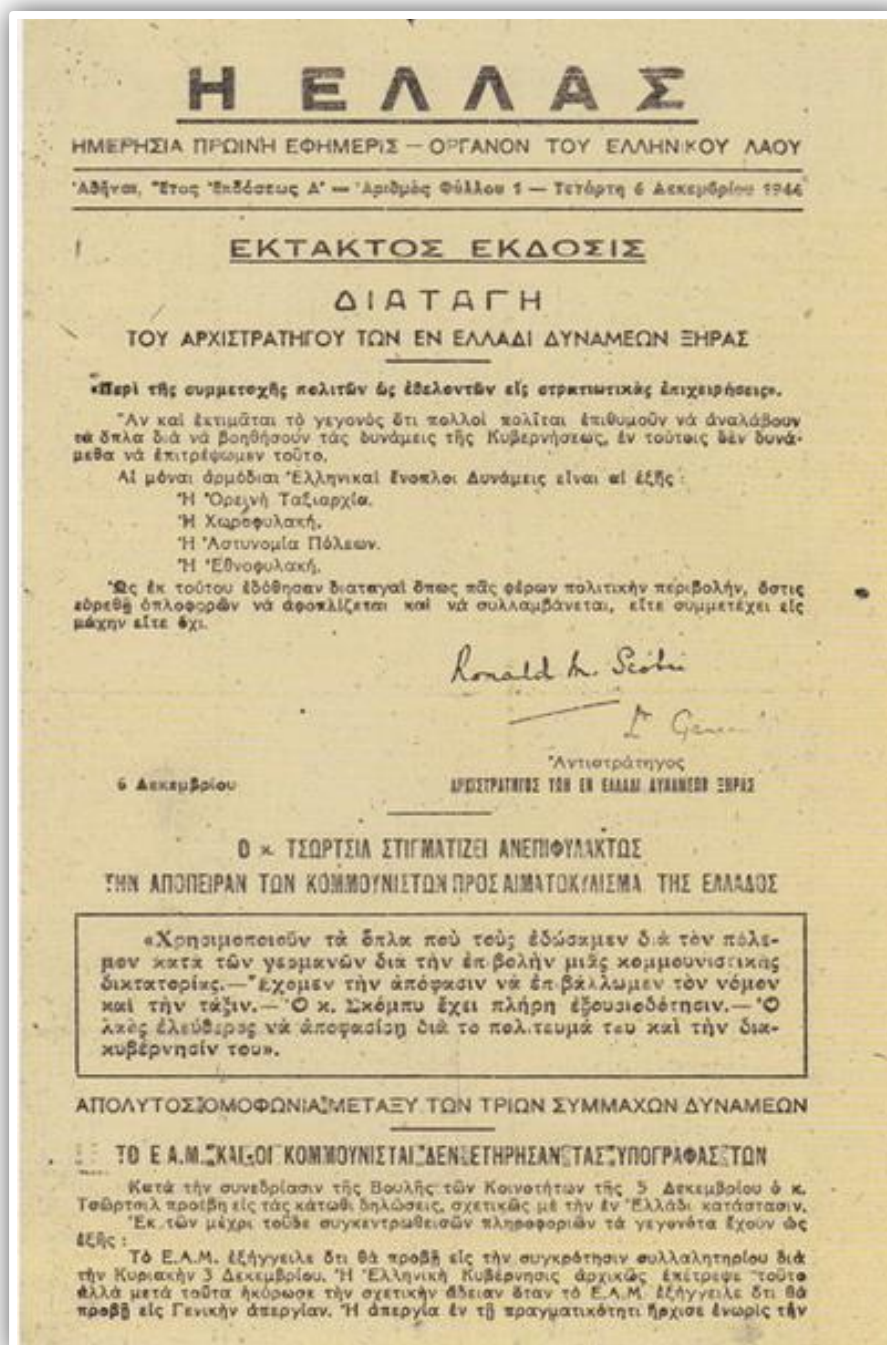 Η ΕΛΛΑΣ
ΗΜΕΡΗΣΙΑ ΠΡΩΙΝΗ ΕΦΗΜΕΡΙΣ — ΟΡΓΑΝΟΝ ΤΟΥ ΕΛΛΗΝΙΚΟΥ ΛΑΟΥ
Ἀθῆναι, Ἔτος Ἐκδόσεως Α′ — Ἀριθμὸς Φύλλου 1 — Τετάρτη 6 Δεκεμβρίου 1944
ΕΚΤΑΚΤΟΣ ΕΚΔΟΣΙΣ
ΔΙΑΤΑΓΗ
ΤΟΥ ΑΡΧΙΣΤΡΑΤΗΓΟΥ ΤΩΝ ΕΝ ΕΛΛΑΔΙ ΔΥΝΑΜΕΩΝ ΞΗΡΑΣ
«Περὶ τῆς συμμετοχῆς πολιτῶν ὡς ἐθελοντῶν εἰς στρατιωτικὰς ἐπιχειρήσεις».
Ἂν καὶ ἐκτιμᾶται τὸ γεγονὸς ὅτι πολλοὶ πολῖται ἐπιθυμοῦν νὰ ἀναλάβουν
τὰ ὅπλα διὰ νὰ βοηθήσουν τὰς δυνάμεις τῆς Κυβερνήσεως, ἐν τούτοις δὲν δυνά-
μεθα νὰ ἐπιτρέψωμεν τοῦτο.
Αἱ μόναι ἁρμόδιαι Ἑλληνικαὶ ἔνοπλοι Δυνάμεις εἶναι αἱ ἑξῆς :
Ἡ Ὀρεινὴ Ταξιαρχία.
Ἡ Χωροφυλακή.
Ἡ Ἀστυνομία Πόλεων.
Ἡ Ἐθνοφυλακή.
Ὡς ἐκ τούτου ἐδόθησαν διαταγαὶ ὅπως πᾶς φέρων πολιτικὴν περιβολήν, ὅστις
εὑρεθῇ ὁπλοφορῶν νὰ ἀφοπλίζεται καὶ νὰ συλλαμβάνεται, εἴτε συμμετέχει εἰς
μάχην εἴτε ὄχι.
Ronald M. Scobie
Lt
Ἀντιστράτηγος
6 Δεκεμβρίου
ΑΡΧΙΣΤΡΑΤΗΓΟΣ ΤΩΝ ΕΝ ΕΛΛΑΔΙ ΔΥΝΑΜΕΩΝ ΞΗΡΑΣ
Ο κ. ΤΣΩΡΤΣΙΛ ΣΤΙΓΜΑΤΙΖΕΙ ΑΝΕΠΙΦΥΛΑΚΤΩΣ
ΤΗΝ ΑΠΟΠΕΙΡΑΝ ΤΩΝ ΚΟΜΜΟΥΝΙΣΤΩΝ ΠΡΟΣ ΑΙΜΑΤΟΚΥΛΙΣΜΑ ΤΗΣ ΕΛΛΑΔΟΣ
«Χρησιμοποιοῦν τὰ ὅπλα ποὺ τοὺς ἐδώσαμεν διὰ τὸν πόλε-
μον κατὰ τῶν γερμανῶν διὰ τὴν ἐπιβολὴν μιᾶς κομμουνιστικῆς
δικτατορίας.— Ἔχομεν τὴν ἀπόφασιν νὰ ἐπιβάλλωμεν τὸν νόμον
καὶ τὴν τάξιν.— Ὁ κ. Σκόμπυ ἔχει πλήρη ἐξουσιοδότησιν.— Ὁ
λαὸς ἐλεύθερος νὰ ἀποφασίσῃ διὰ το πολίτευμά του καὶ τὴν δια-
κυβέρνησίν του».
ΑΠΟΛΥΤΟΣ ΟΜΟΦΩΝΙΑ ΜΕΤΑΞΥ ΤΩΝ ΤΡΙΩΝ ΣΥΜΜΑΧΩΝ ΔΥΝΑΜΕΩΝ
ΤΟ Ε.Α.Μ. ΚΑΙ ΟΙ ΚΟΜΜΟΥΝΙΣΤΑΙ ΔΕΝ ΕΤΗΡΗΣΑΝ ΤΑΣ ΥΠΟΓΡΑΦΑΣ ΤΩΝ
Κατὰ τὴν συνεδρίασιν τῆς Βουλῆς τῶν Κοινοτήτων τῆς 5 Δεκεμβρίου ὁ κ.
Τσῶρτσιλ προέβη εἰς τὰς κάτωθι δηλώσεις, σχετικῶς μὲ τὴν ἐν Ἑλλάδι κατάστασιν.
Ἐκ τῶν μέχρι τοῦδε συγκεντρωθεισῶν πληροφοριῶν τὰ γεγονότα ἔχουν ὡς
ἑξῆς :
Τὸ Ε.Α.Μ. ἐξήγγειλε ὅτι θὰ προβῇ εἰς τὴν συγκρότησιν συλλαλητηρίου διὰ
τὴν Κυριακὴν 3 Δεκεμβρίου. Ἡ Ἑλληνικὴ Κυβέρνησις ἀρχικῶς ἐπέτρεψε τοῦτο
ἀλλὰ μετὰ ταῦτα ἠκύρωσε τὴν σχετικὴν ἄδειαν ὅταν τὸ Ε.Α.Μ. ἐξήγγειλε ὅτι θὰ
προβῇ εἰς Γενικὴν ἀπεργίαν. Ἡ ἀπεργία ἐν τῇ πραγματικότητι ἤρχισε ἐνωρὶς τὴν